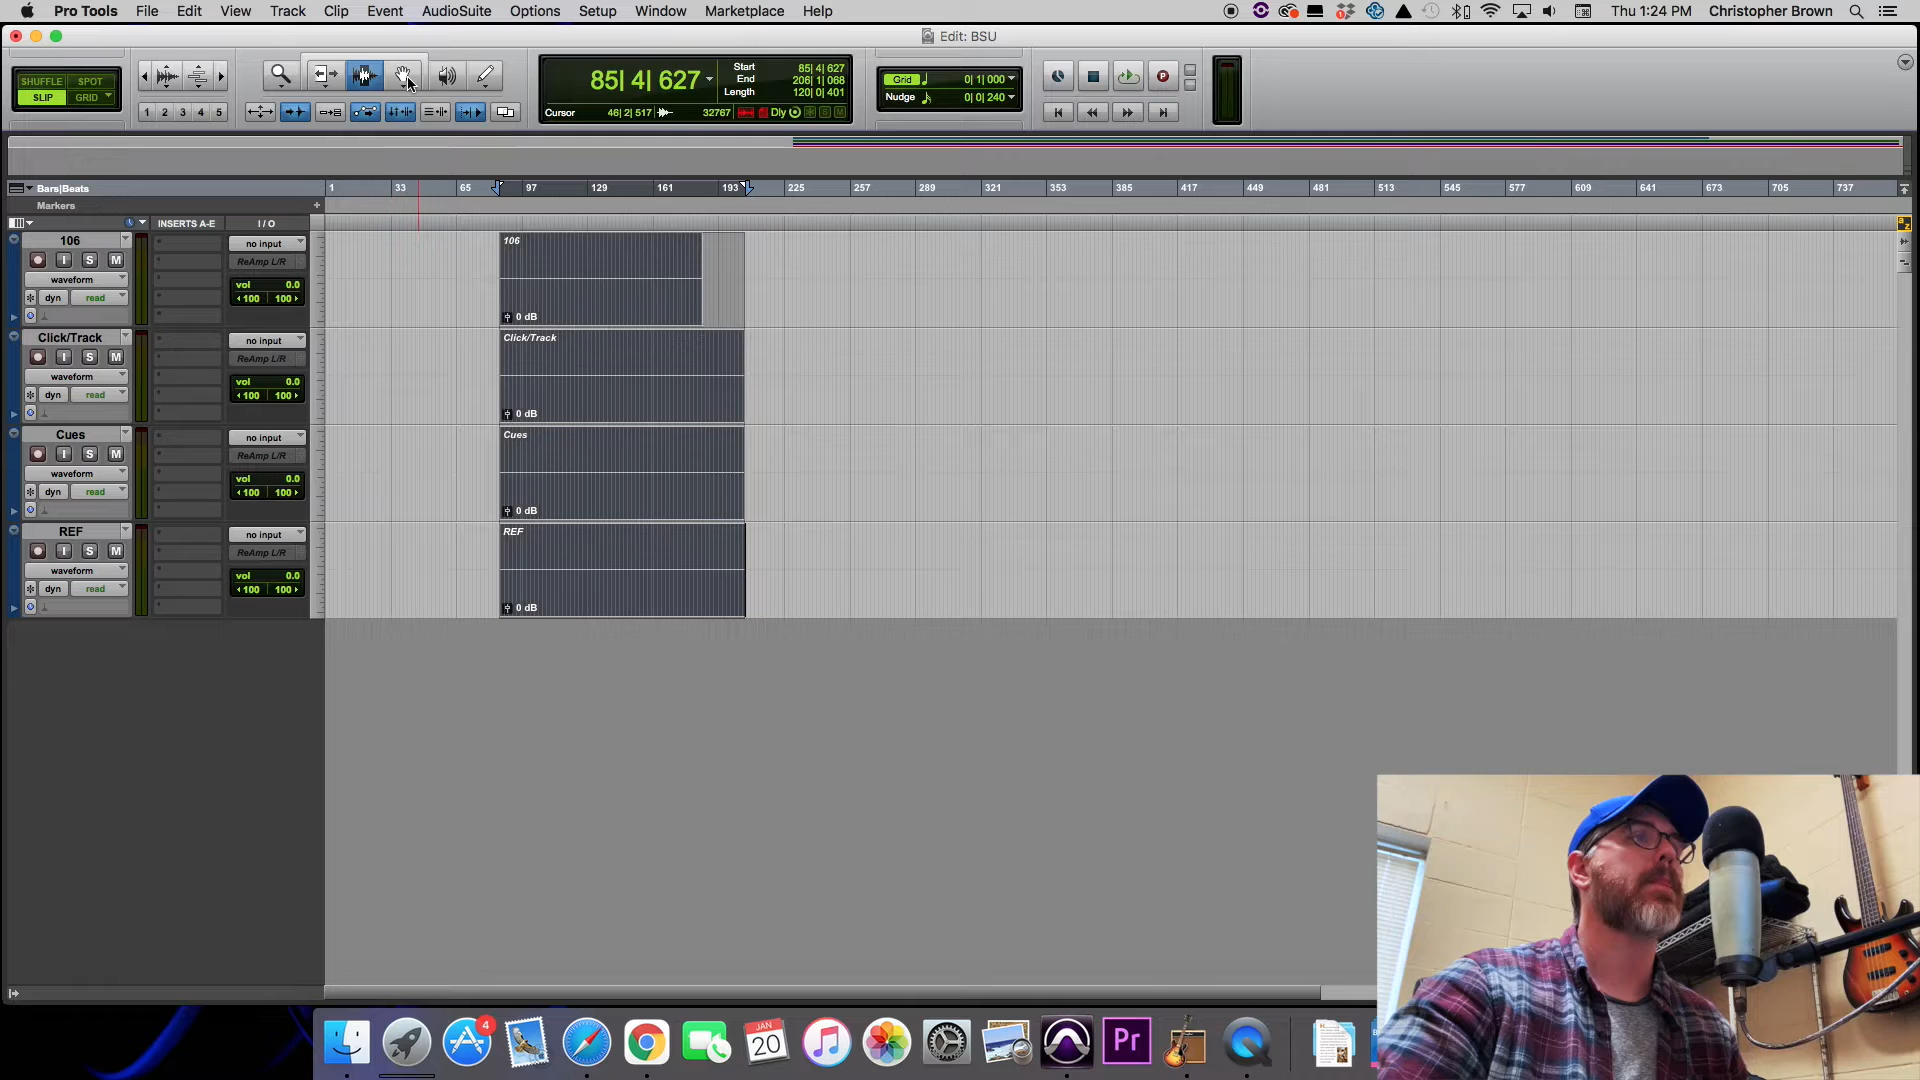 Pro Tools File Edit View Track Clip Event AudioSuite Options Setup Window Marketplace Help Thu 1:24 PM Christopher Brown
Edit: BSU
SHUFFLE SPOT
SLIP GRID
1 2 3 4 5
85| 4| 627
Start 85| 4| 627
End 206| 1| 068
Length 120| 0| 401
Cursor 46| 2| 517 32767 Dly S M
Grid 0| 1| 000
Nudge 0| 0| 240
Bars|Beats 1 33 65 97 129 161 193 225 257 289 321 353 385 417 449 481 513 545 577 609 641 673 705 737
Markers +
INSERTS A-E I / O
a
z
106
I S M
waveform
dyn read
no input
ReAmp L/R
vol 0.0
100 100
106
0 dB
Click/Track
I S M
waveform
dyn read
no input
ReAmp L/R
vol 0.0
100 100
Click/Track
0 dB
Cues
I S M
waveform
dyn read
no input
ReAmp L/R
vol 0.0
100 100
Cues
0 dB
REF
I S M
waveform
dyn read
no input
ReAmp L/R
vol 0.0
100 100
REF
0 dB
4
JAN
20
Pr